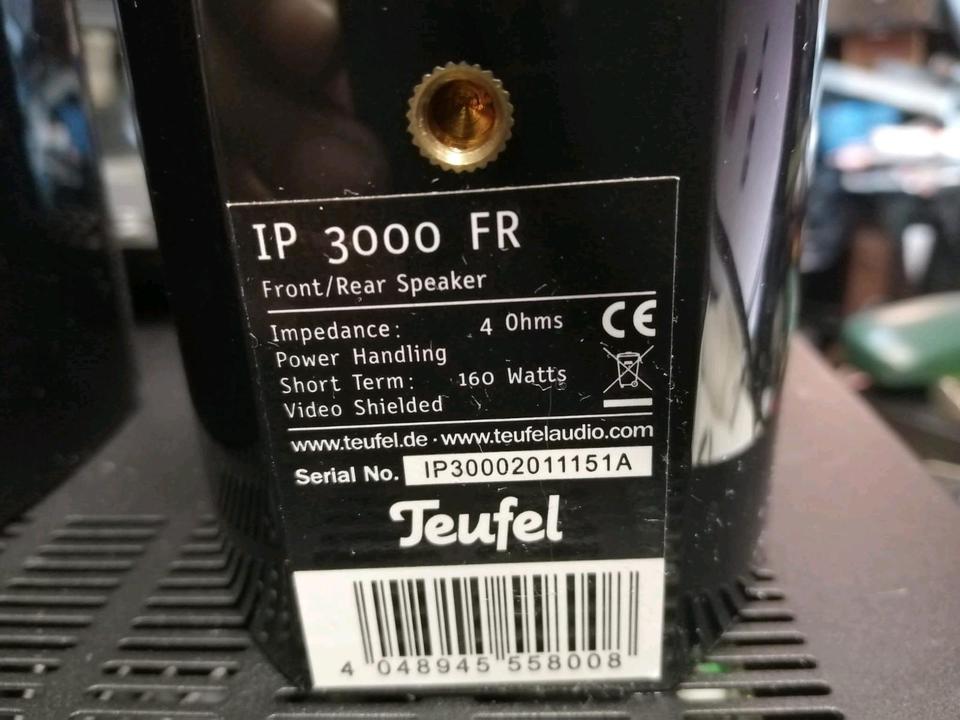 IP 3000 FR
Front/Rear Speaker
Impedance: 4 Ohms
Power Handling
Short Term: 160 Watts
Video Shielded
CE
www.teufel.de · www.teufelaudio.com
Serial No. IP30002011151A
Teufel
4 048945 558008